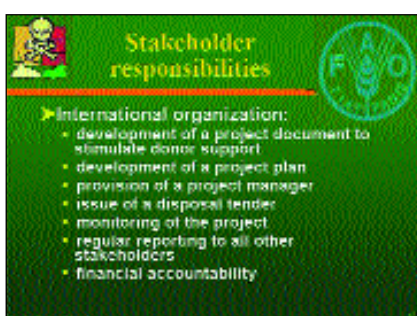 Stakeholder
responsibilities
F A O
International organization:
development of a project document to
stimulate donor support
development of a project plan
provision of a project manager
issue of a disposal tender
monitoring of the project
regular reporting to all other
stakeholders
financial accountability